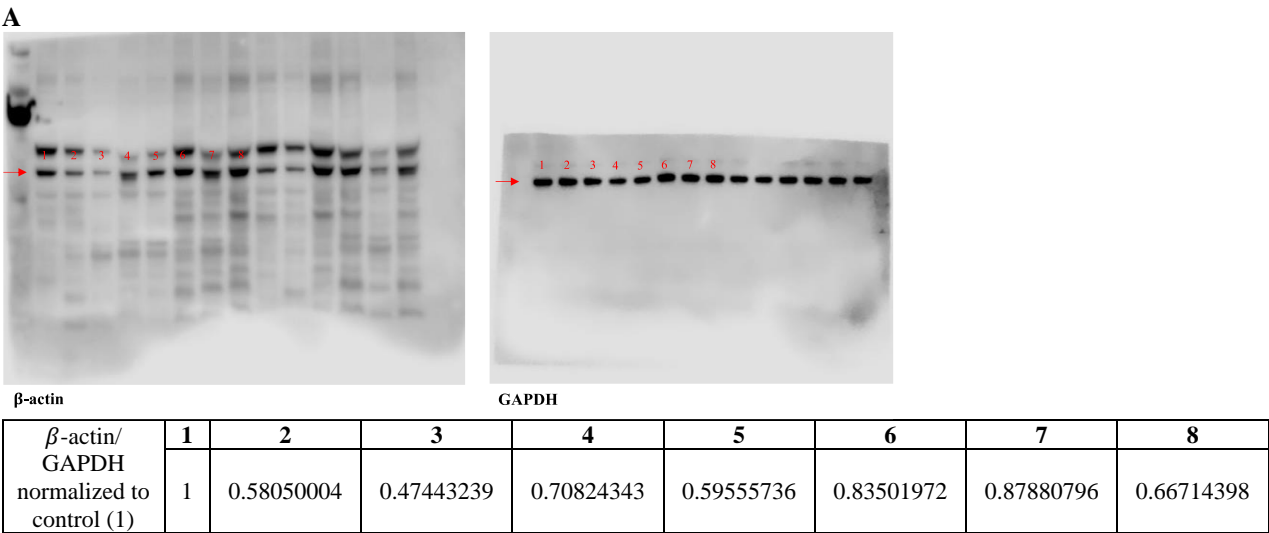 A
1 2 3 4 5 6 7 8
1 2 3 4 5 6 7 8
β-actin
GAPDH
β-actin/ GAPDH normalized to control (1) 1 2 3 4 5 6 7 8
1 0.58050004 0.47443239 0.70824343 0.59555736 0.83501972 0.87880796 0.66714398